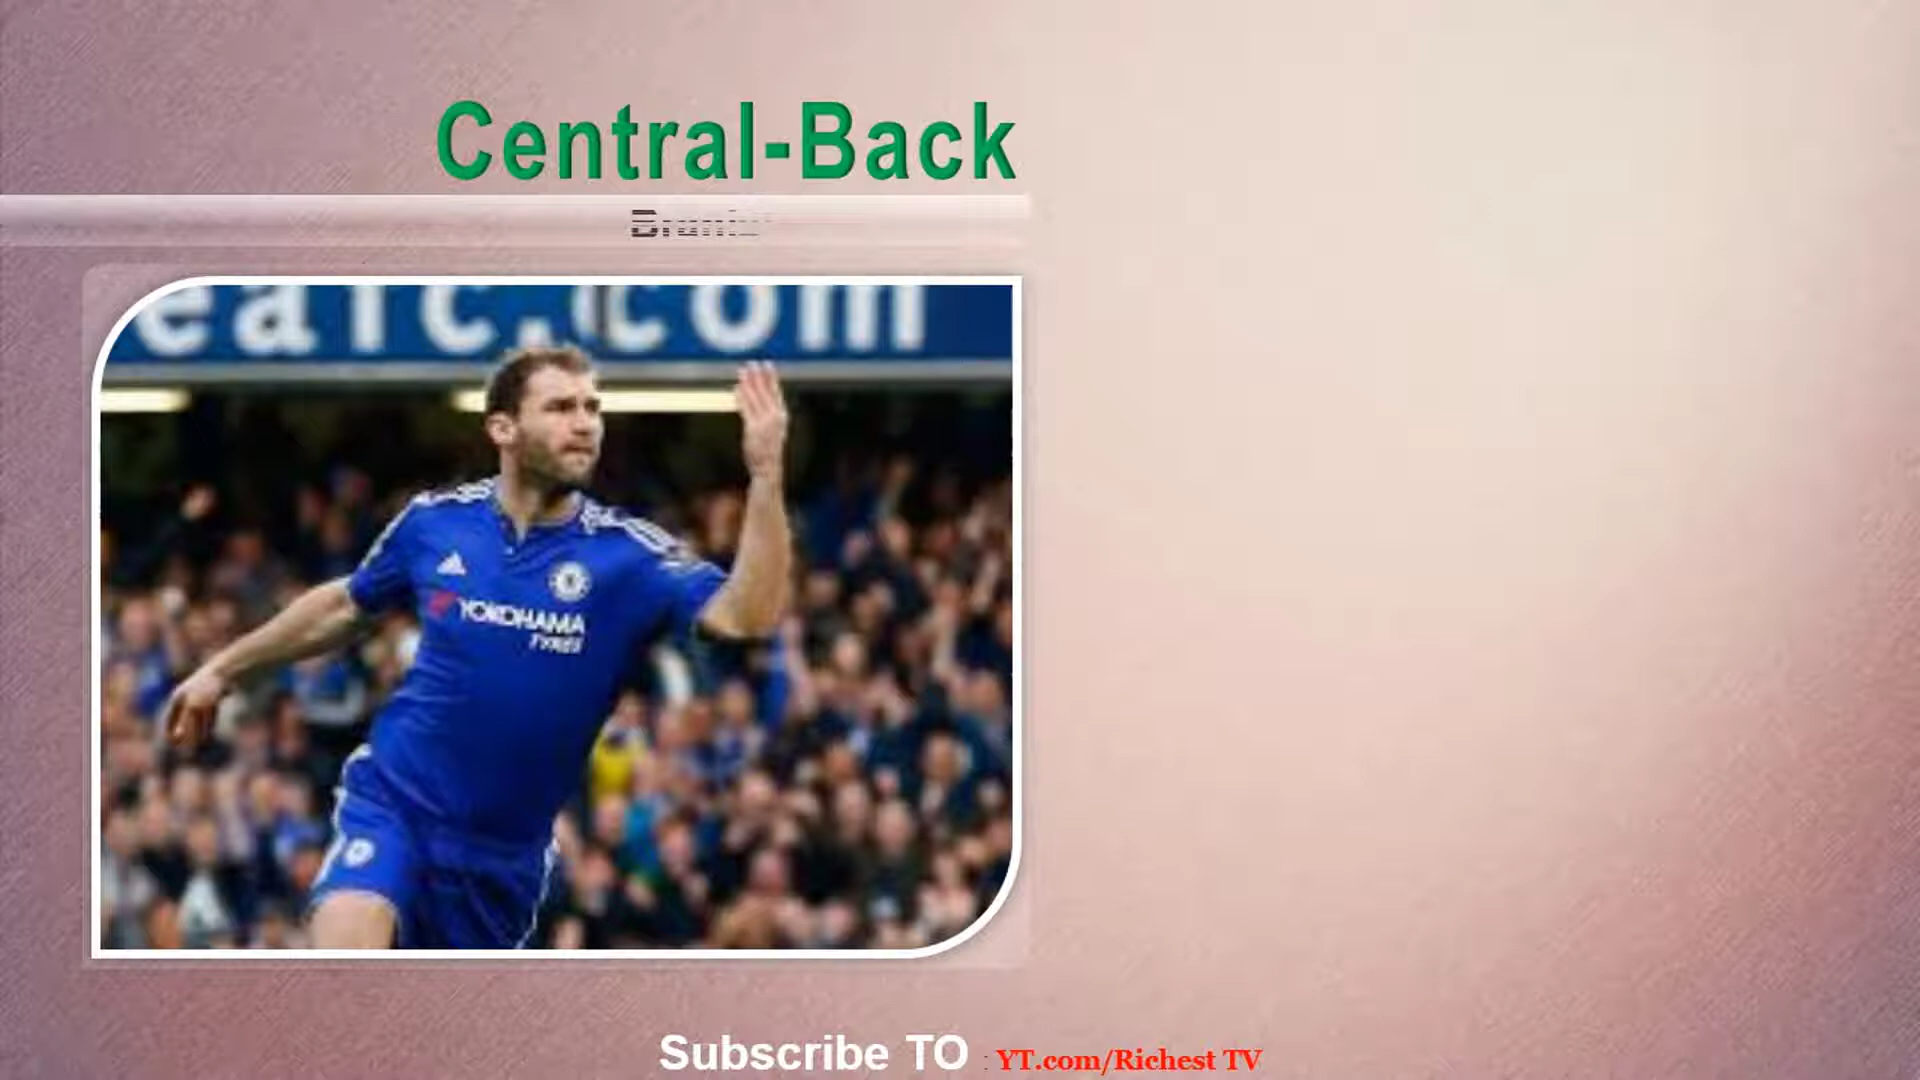 Central-Back
eafc.com
YOKOHAMA
TYRES
Subscribe TO : YT.com/Richest TV